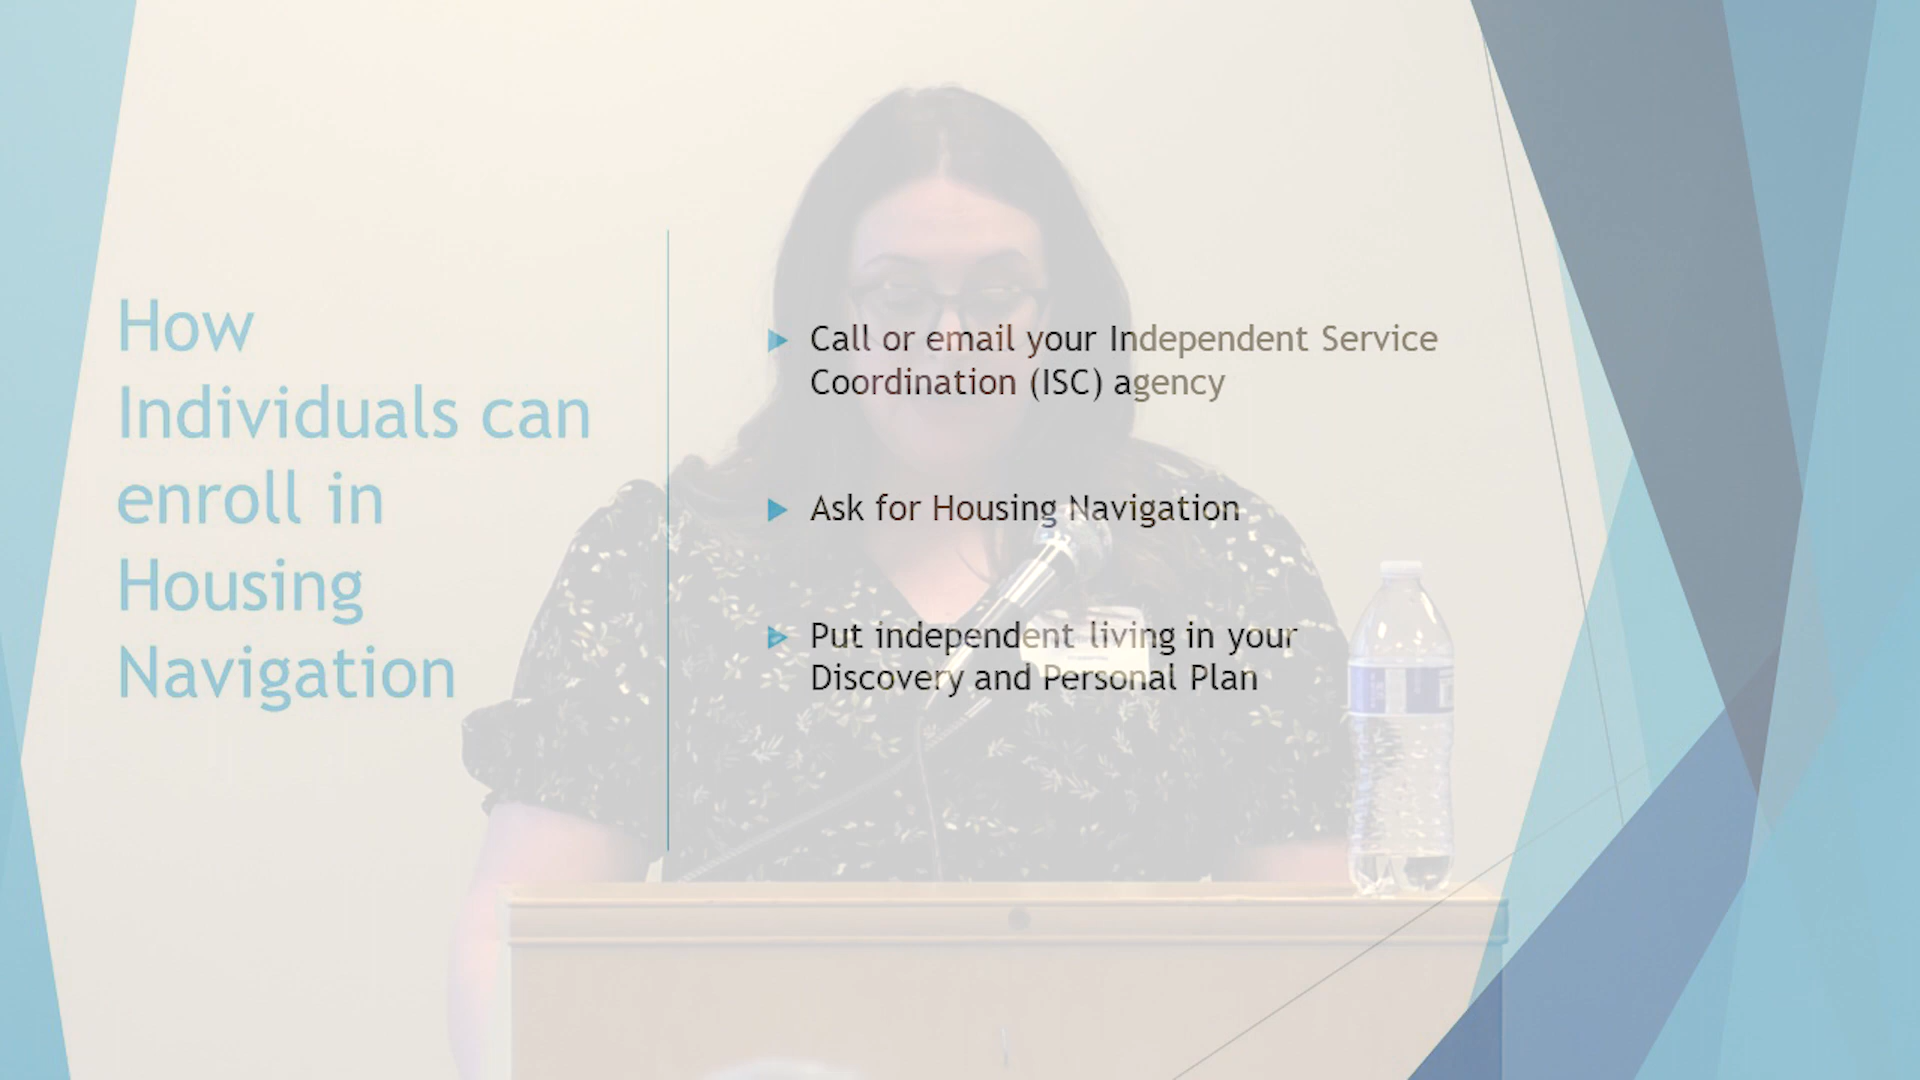 How
Individuals can
enroll in
Housing
Navigation
Call or email your Independent Service
Coordination (ISC) agency
Ask for Housing Navigation
Put independent living in your
Discovery and Personal Plan